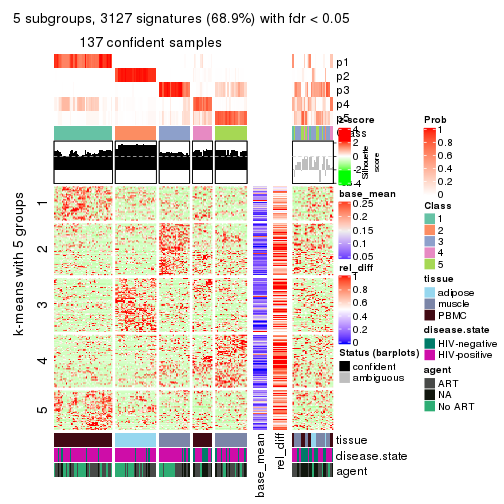 5 subgroups, 3127 signatures (68.9%) with fdr < 0.05
137 confident samples
p1
p2
p3
p4
p5
z-score
4
2
0
-2
-4
Class
Silhouette
score
Prob
1
0.8
0.6
0.4
0.2
0
base_mean
0.25
0.2
0.15
0.1
0.05
Class
1
2
3
4
5
rel_diff
1
0.8
0.6
0.4
0.2
0
tissue
adipose
muscle
PBMC
disease.state
HIV-negative
HIV-positive
Status (barplots)
confident
ambiguous
agent
ART
NA
No ART
k-means with 5 groups
1
2
3
4
5
tissue
disease.state
agent
base_mean
rel_diff